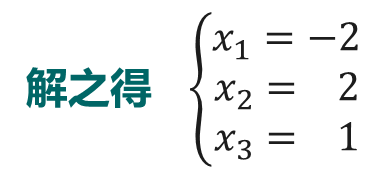 解之得
x₁ = −2
x₂ = 2
x₃ = 1